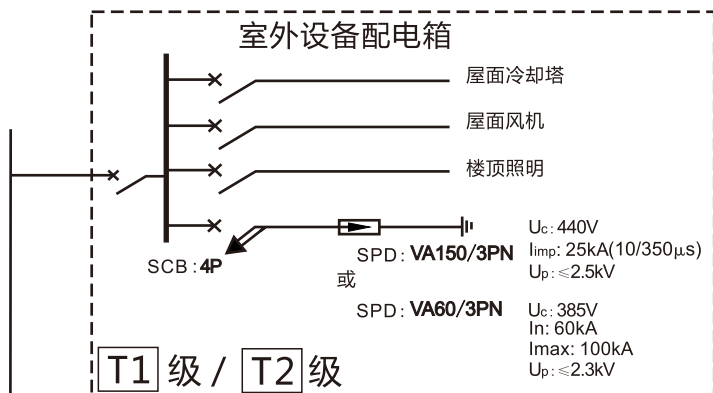 室外设备配电箱
屋面冷却塔
屋面风机
楼顶照明
SCB : 4P
SPD : VA150/3PN
Uc : 440V
Iimp: 25kA(10/350μs)
Up : ≤2.5kV
或
SPD : VA60/3PN
Uc : 385V
In: 60kA
Imax: 100kA
Up : ≤2.3kV
T1 级 / T2 级